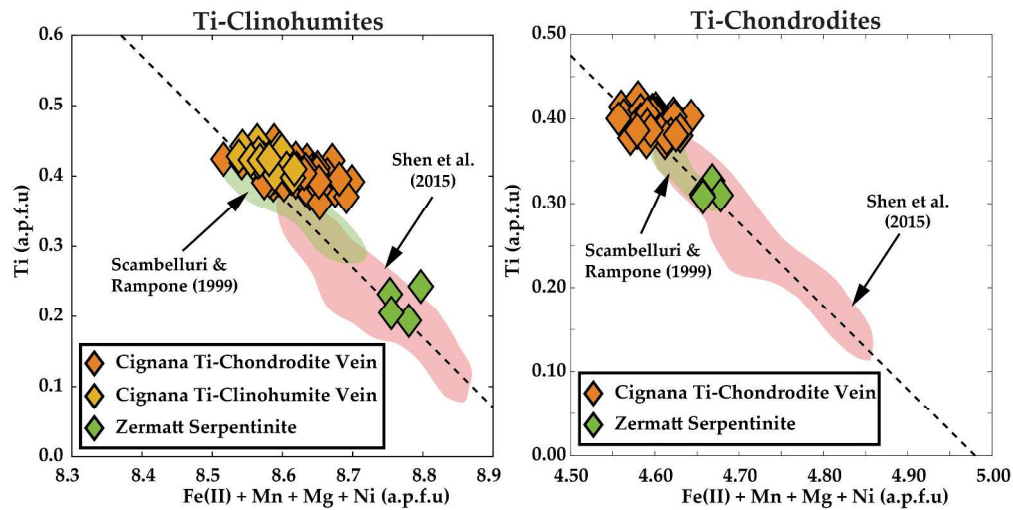 Ti-Clinohumites
0.6
0.5
0.4
0.3
0.2
0.1
0.0
Ti (a.p.f.u)
Shen et al.
(2015)
Scambelluri &
Rampone (1999)
Cignana Ti-Chondrodite Vein
Cignana Ti-Clinohumite Vein
Zermatt Serpentinite
8.3
8.4
8.5
8.6
8.7
8.8
8.9
Fe(II) + Mn + Mg + Ni (a.p.f.u)
Ti-Chondrodites
0.50
0.40
0.30
0.20
0.10
0.00
Ti (a.p.f.u)
Scambelluri &
Rampone (1999)
Shen et al.
(2015)
Cignana Ti-Chondrodite Vein
Zermatt Serpentinite
4.50
4.60
4.70
4.80
4.90
5.00
Fe(II) + Mn + Mg + Ni (a.p.f.u)